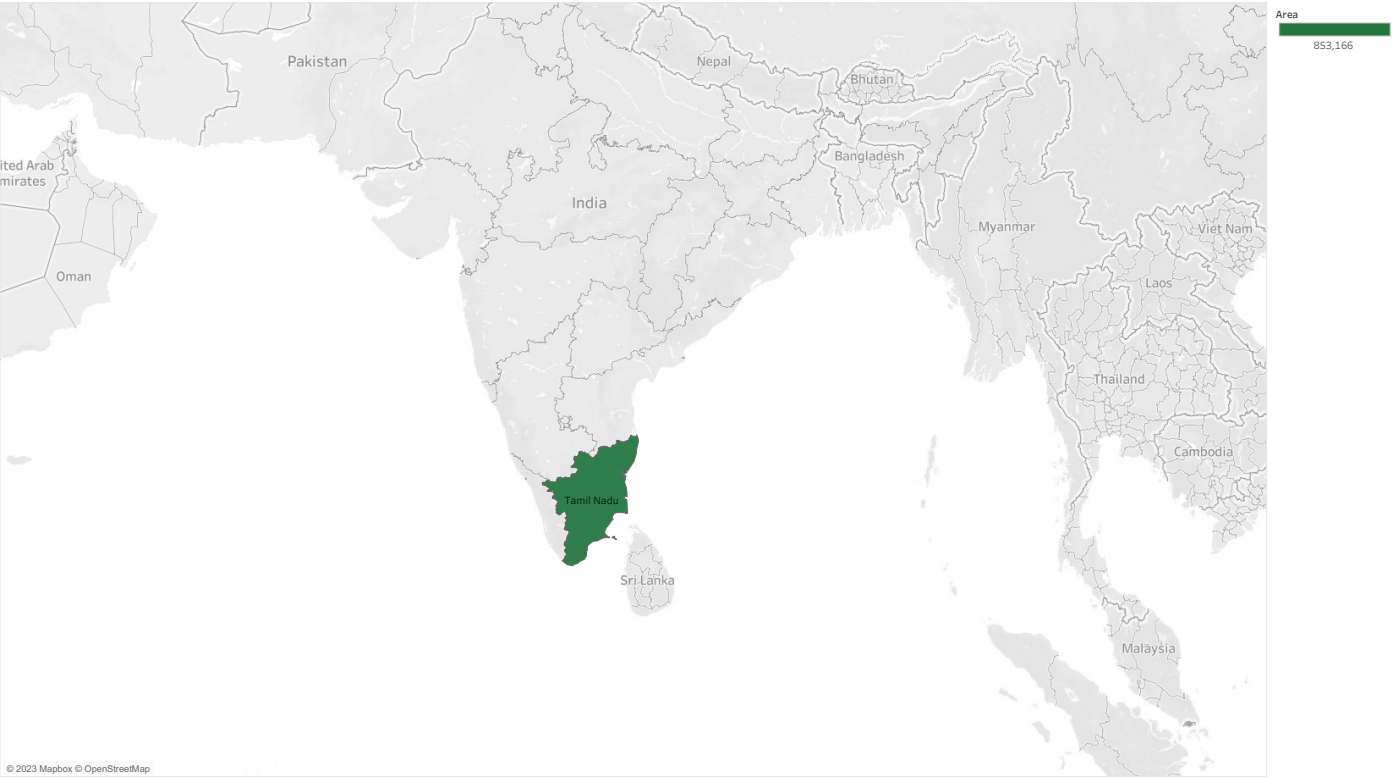 Area
853,166
Pakistan
Nepal
Bhutan
ited Arab
mirates
Bangladesh
India
Myanmar
Viet Nam
Oman
Laos
Thailand
Cambodia
Tamil Nadu
Sri Lanka
Malaysia
© 2023 Mapbox © OpenStreetMap